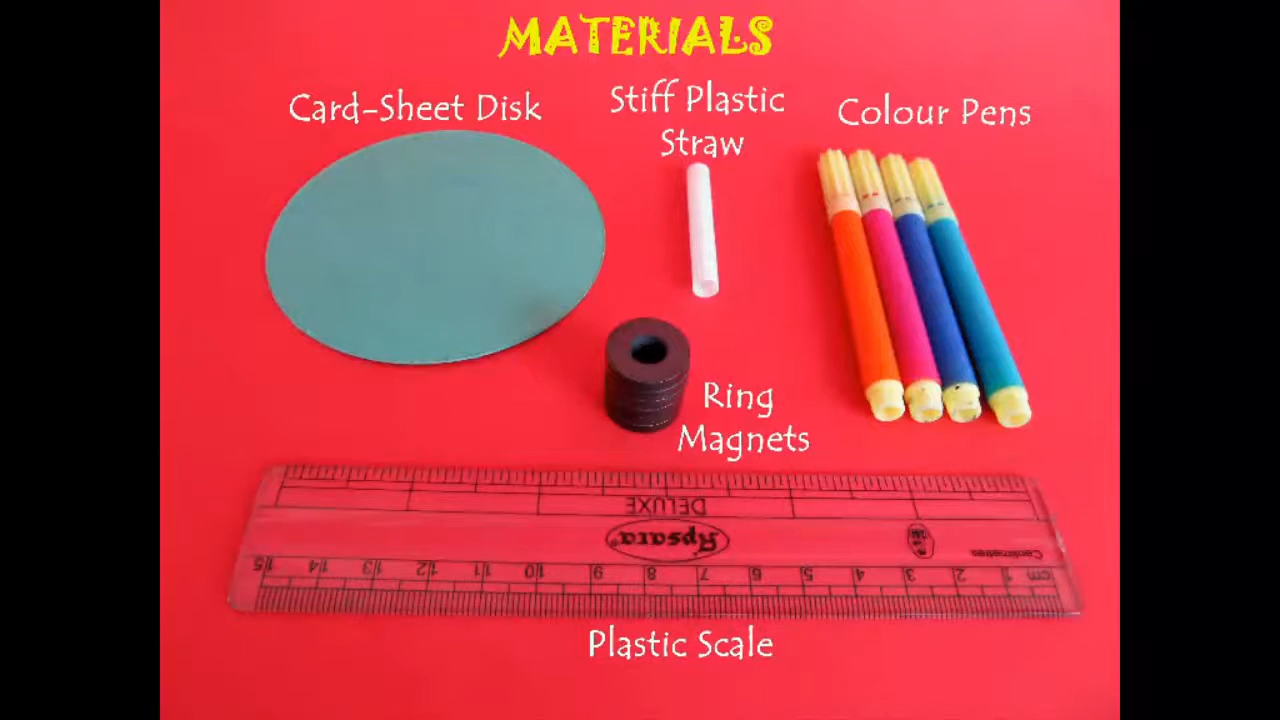 MATERIALS
Card-Sheet Disk
Stiff Plastic
Straw
Colour Pens
Ring
Magnets
DELUXE
Apsara
Centimetres
15 14 13 12 11 10 9 8 7 6 5 4 3 2 1 cm
Plastic Scale